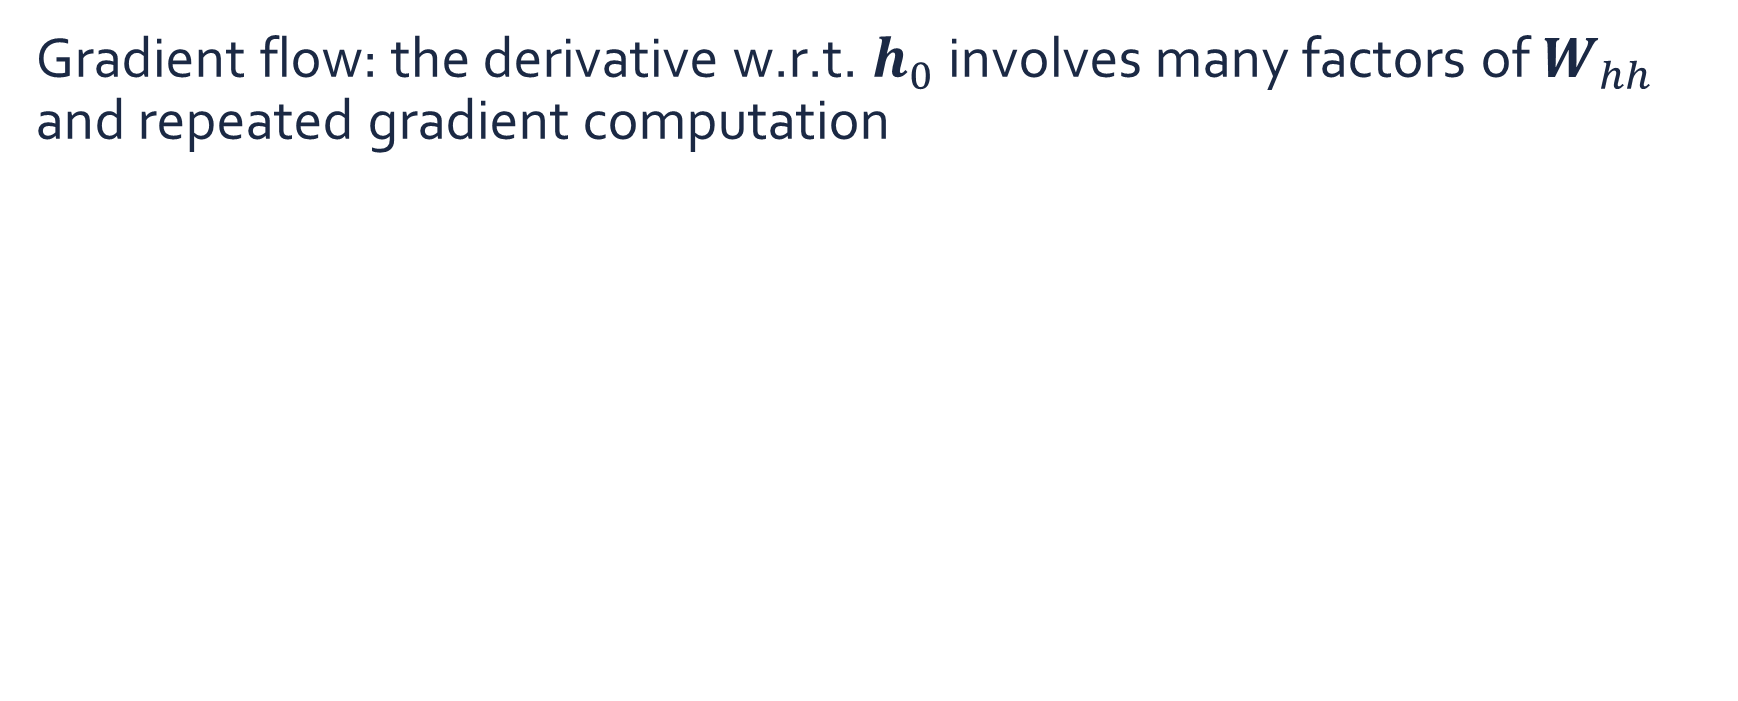 Gradient flow: the derivative w.r.t. 𝒉₀ involves many factors of 𝑾ₕₕ
and repeated gradient computation